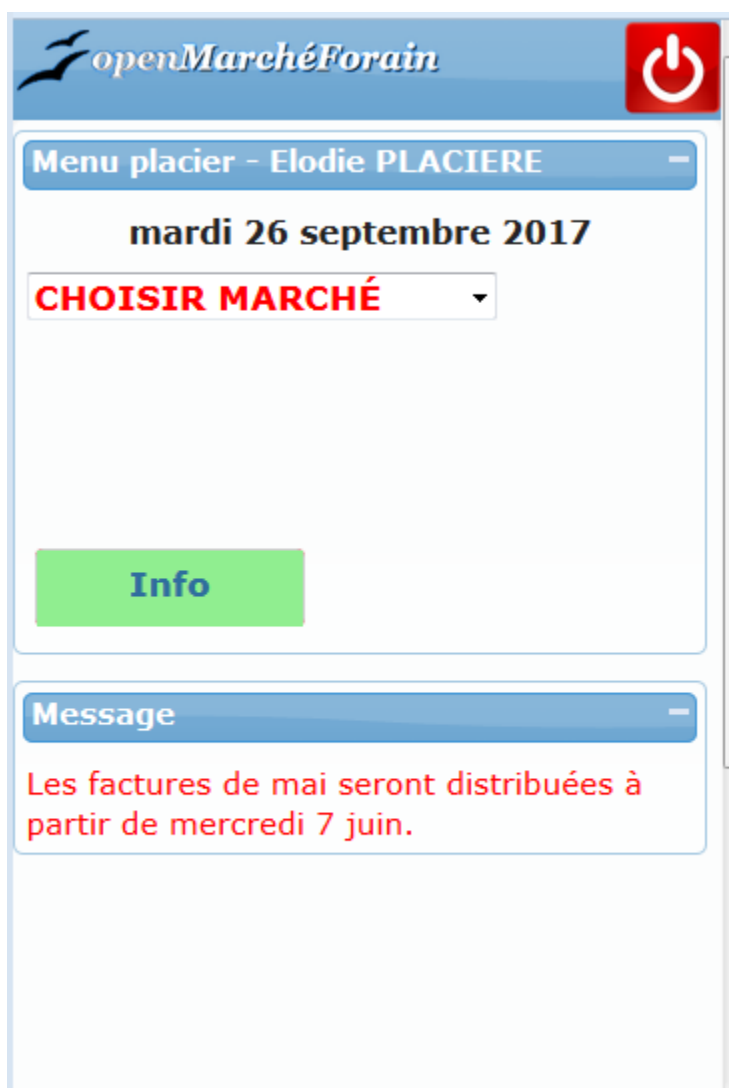 openMarchéForain
Menu placier - Elodie PLACIERE
mardi 26 septembre 2017
CHOISIR MARCHÉ
Info
Message
Les factures de mai seront distribuées à
partir de mercredi 7 juin.